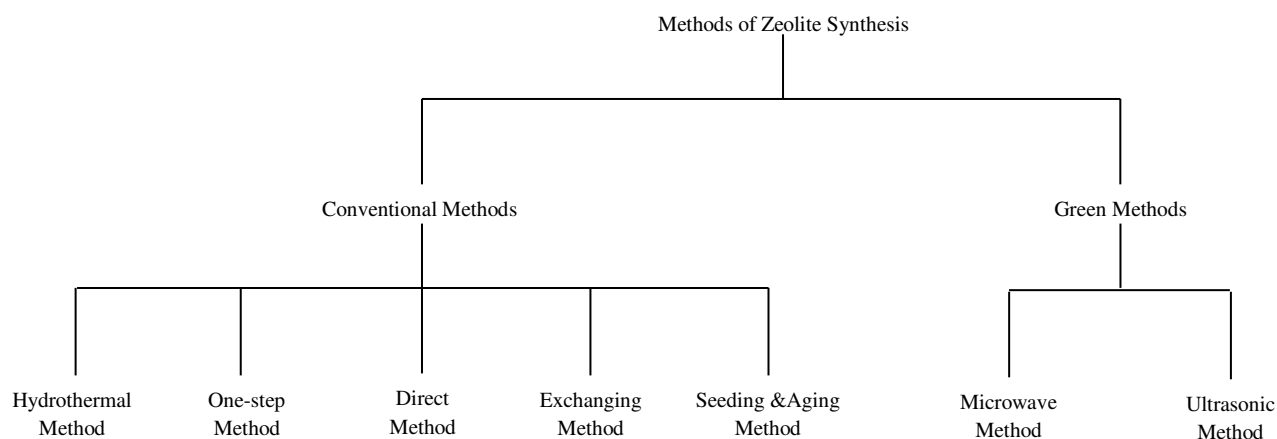 Methods of Zeolite Synthesis
Conventional Methods
Green Methods
Hydrothermal
Method
One-step
Method
Direct
Method
Exchanging
Method
Seeding &Aging
Method
Microwave
Method
Ultrasonic
Method